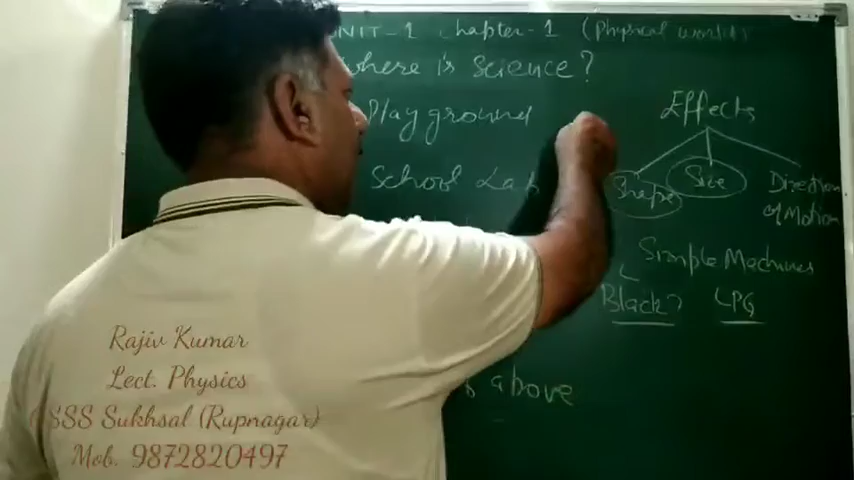 UNIT-1 Chapter-1 (Physical world)
where is Science?
Playground
School Lab
above
Effects
Shape Size Direction of Motion
Simple Machines
Black? LPG
Rajiv Kumar
Lect. Physics
SSS Sukhsal (Rupnagar)
Mob. 9872820497